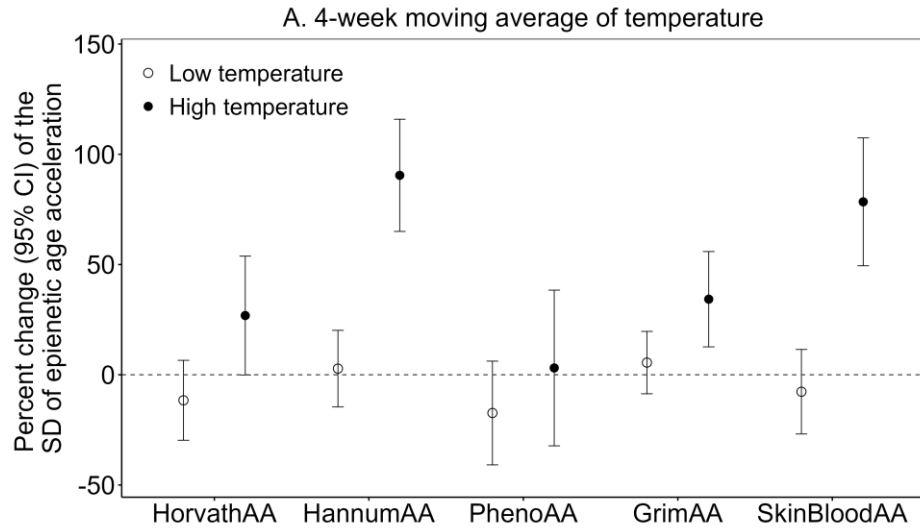 A. 4-week moving average of temperature
Percent change (95% CI) of the
SD of epienetic age acceleration
150
100
50
0
-50
Low temperature
High temperature
HorvathAA HannumAA PhenoAA GrimAA SkinBloodAA